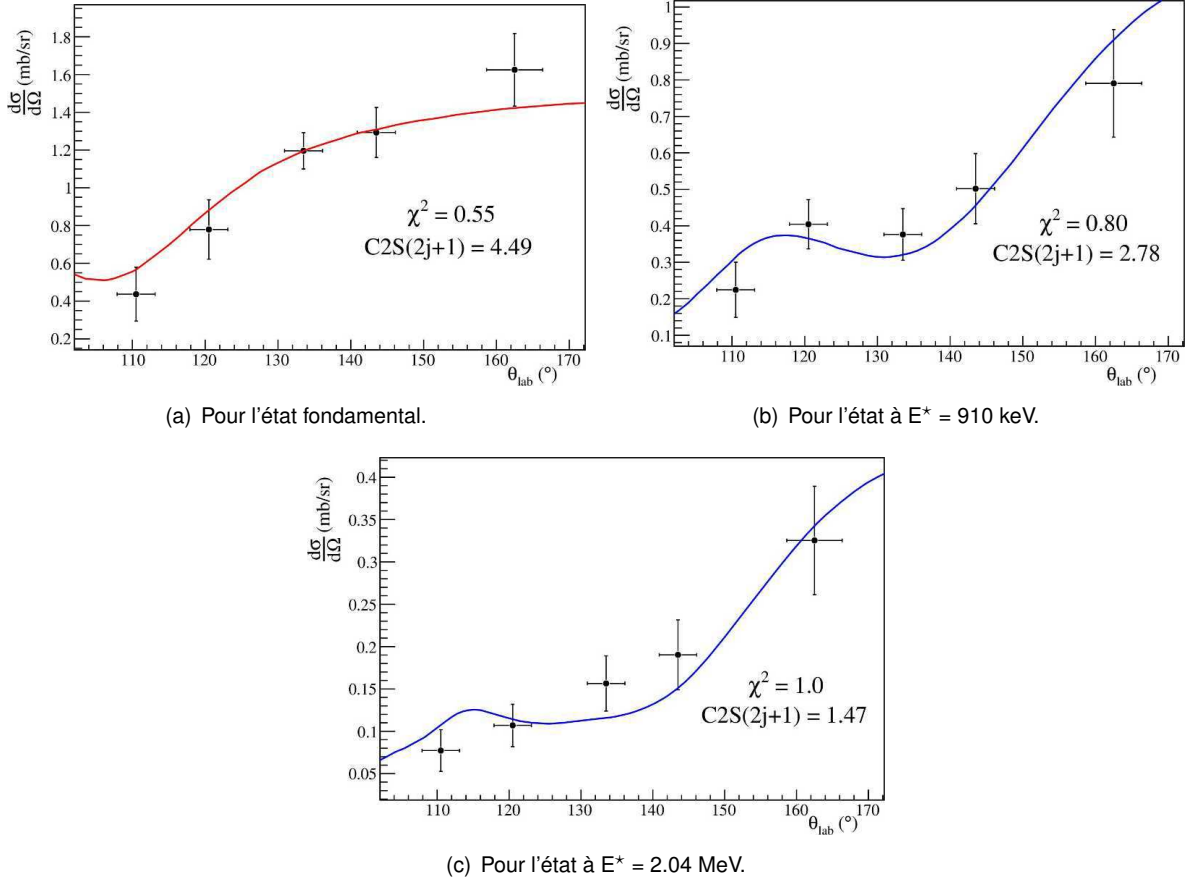 dσ/dΩ (mb/sr)
1.8
1.6
1.4
1.2
1
0.8
0.6
0.4
0.2
χ² = 0.55
C2S(2j+1) = 4.49
110 120 130 140 150 160 170
θlab (°)
(a) Pour l'état fondamental.
dσ/dΩ (mb/sr)
1
0.9
0.8
0.7
0.6
0.5
0.4
0.3
0.2
0.1
χ² = 0.80
C2S(2j+1) = 2.78
110 120 130 140 150 160 170
θlab (°)
(b) Pour l'état à E⋆ = 910 keV.
dσ/dΩ (mb/sr)
0.4
0.35
0.3
0.25
0.2
0.15
0.1
0.05
χ² = 1.0
C2S(2j+1) = 1.47
110 120 130 140 150 160 170
θlab (°)
(c) Pour l'état à E⋆ = 2.04 MeV.